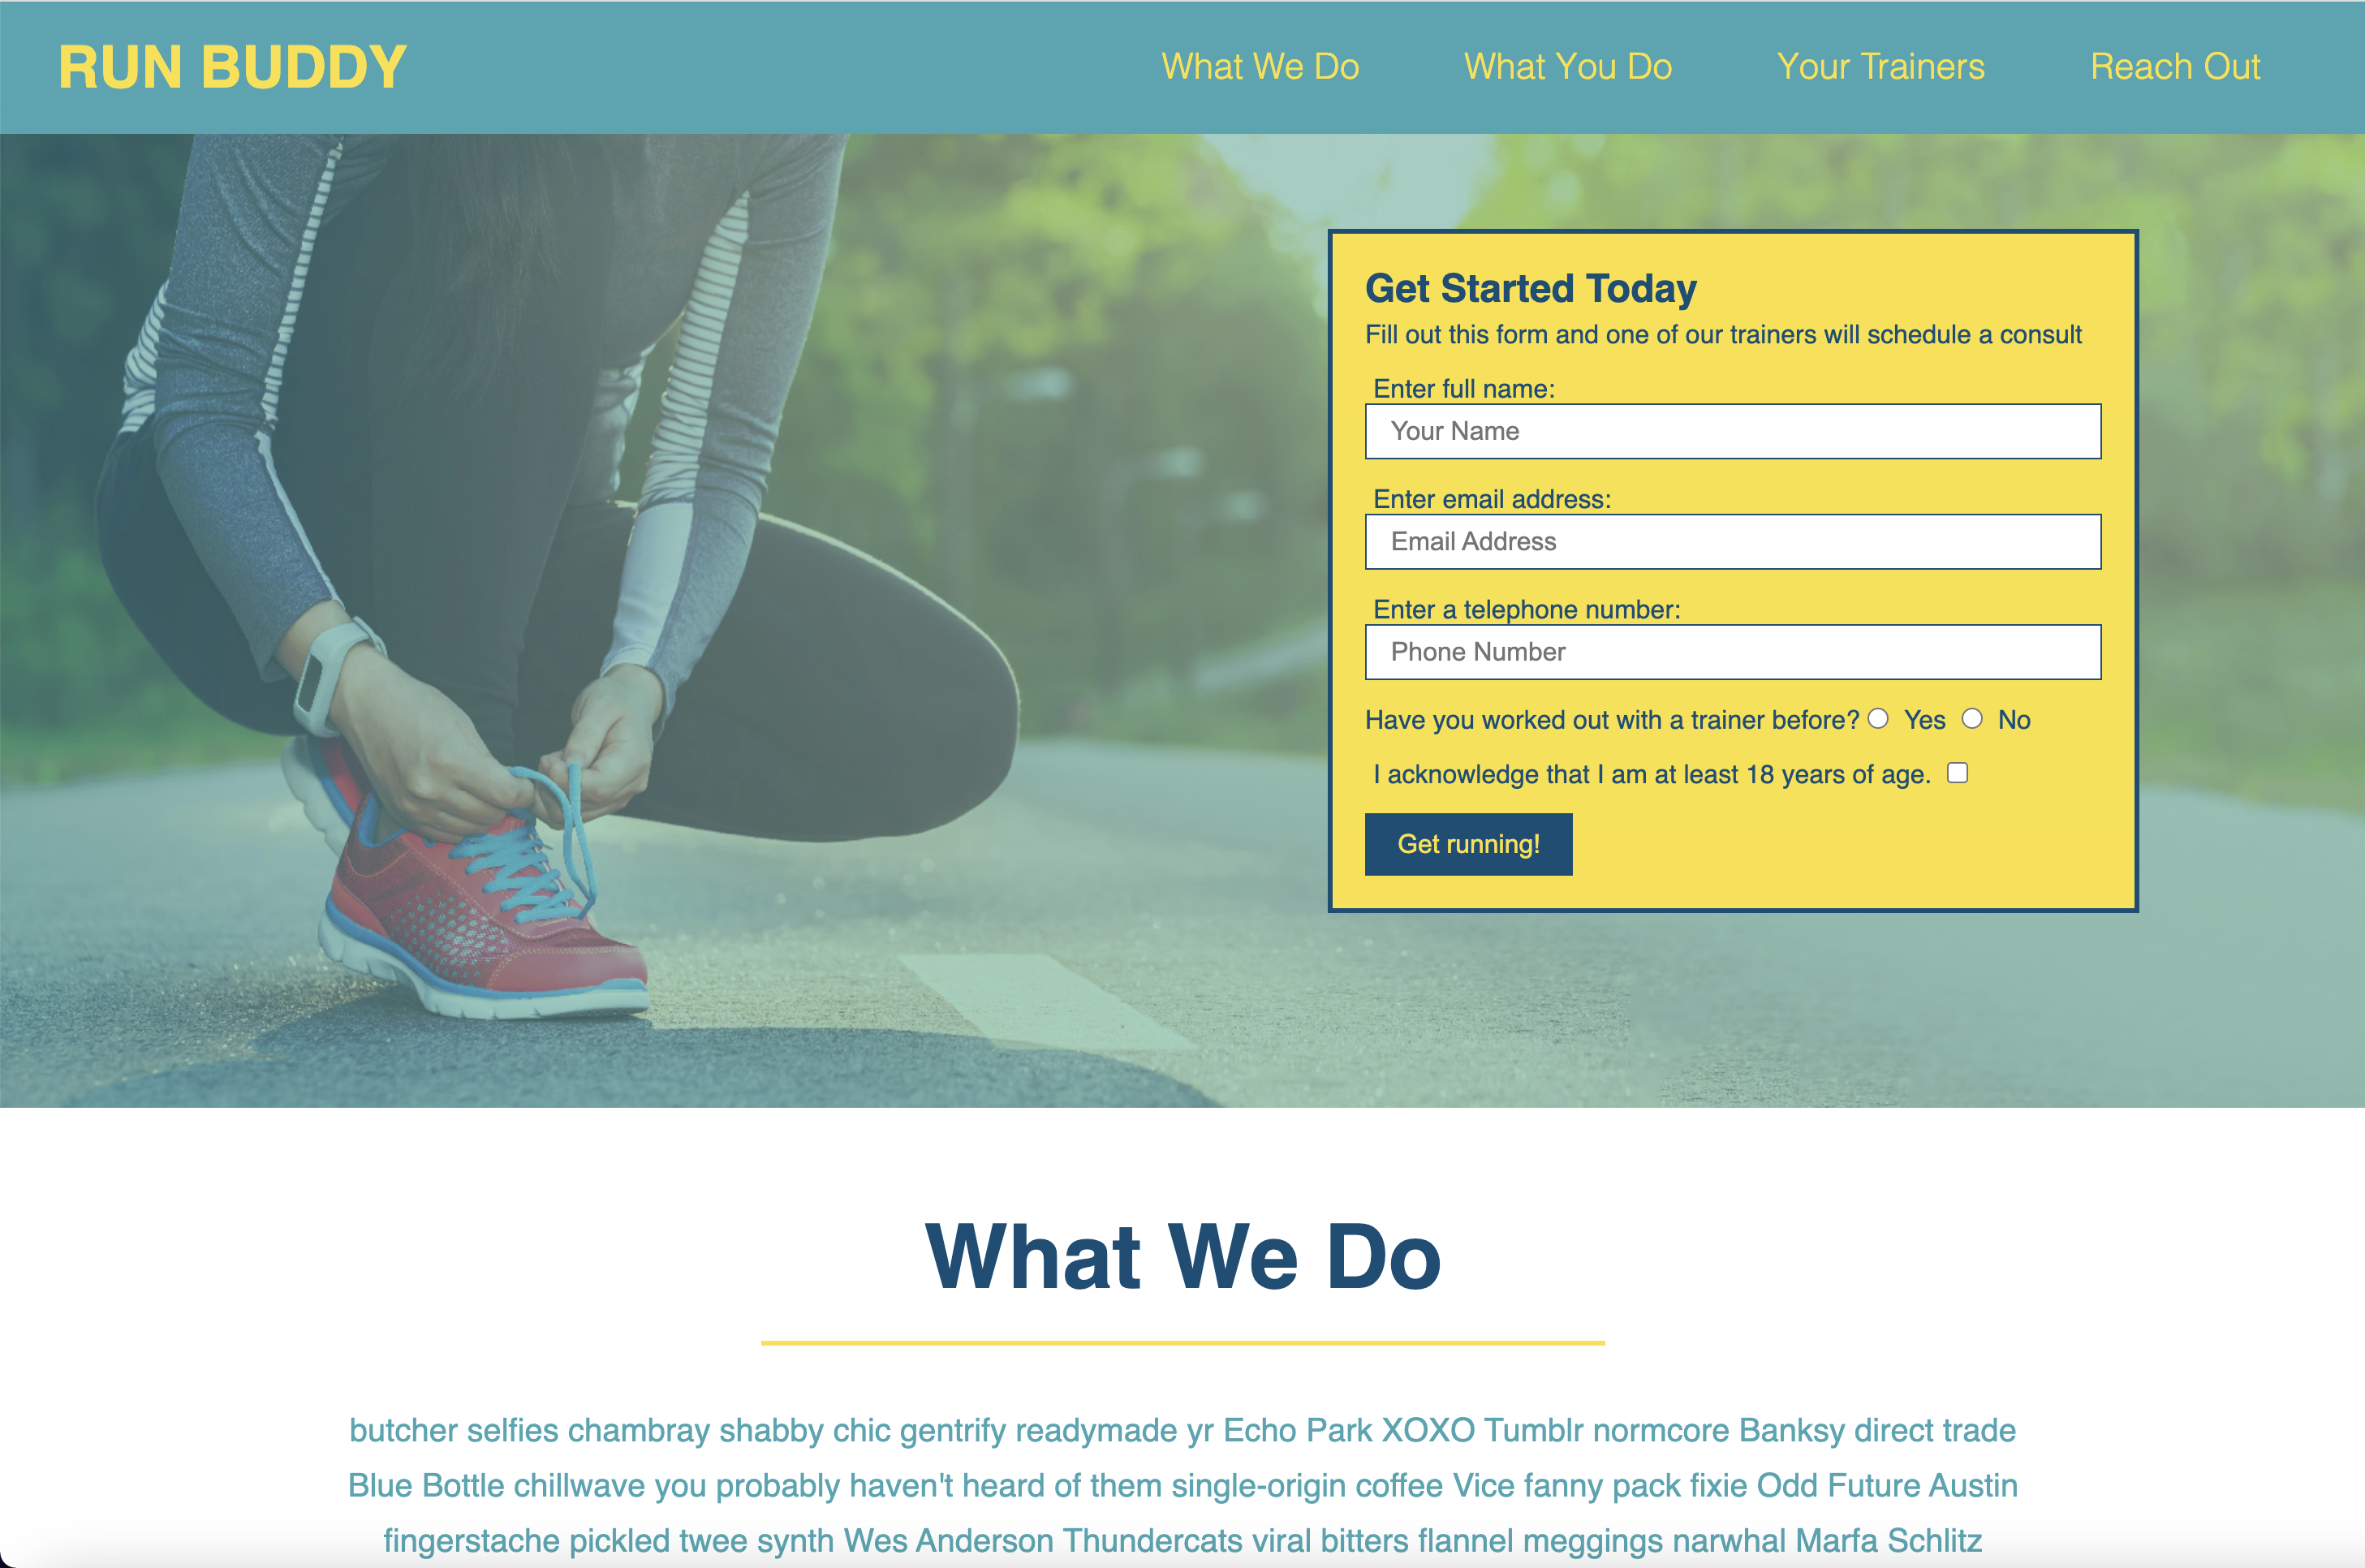 RUN BUDDY
What We Do
What You Do
Your Trainers
Reach Out
Get Started Today
Fill out this form and one of our trainers will schedule a consult
Enter full name:
Your Name
Enter email address:
Email Address
Enter a telephone number:
Phone Number
Have you worked out with a trainer before? Yes No
I acknowledge that I am at least 18 years of age.
Get running!
What We Do
butcher selfies chambray shabby chic gentrify readymade yr Echo Park XOXO Tumblr normcore Banksy direct trade
Blue Bottle chillwave you probably haven't heard of them single-origin coffee Vice fanny pack fixie Odd Future Austin
fingerstache pickled twee synth Wes Anderson Thundercats viral bitters flannel meggings narwhal Marfa Schlitz